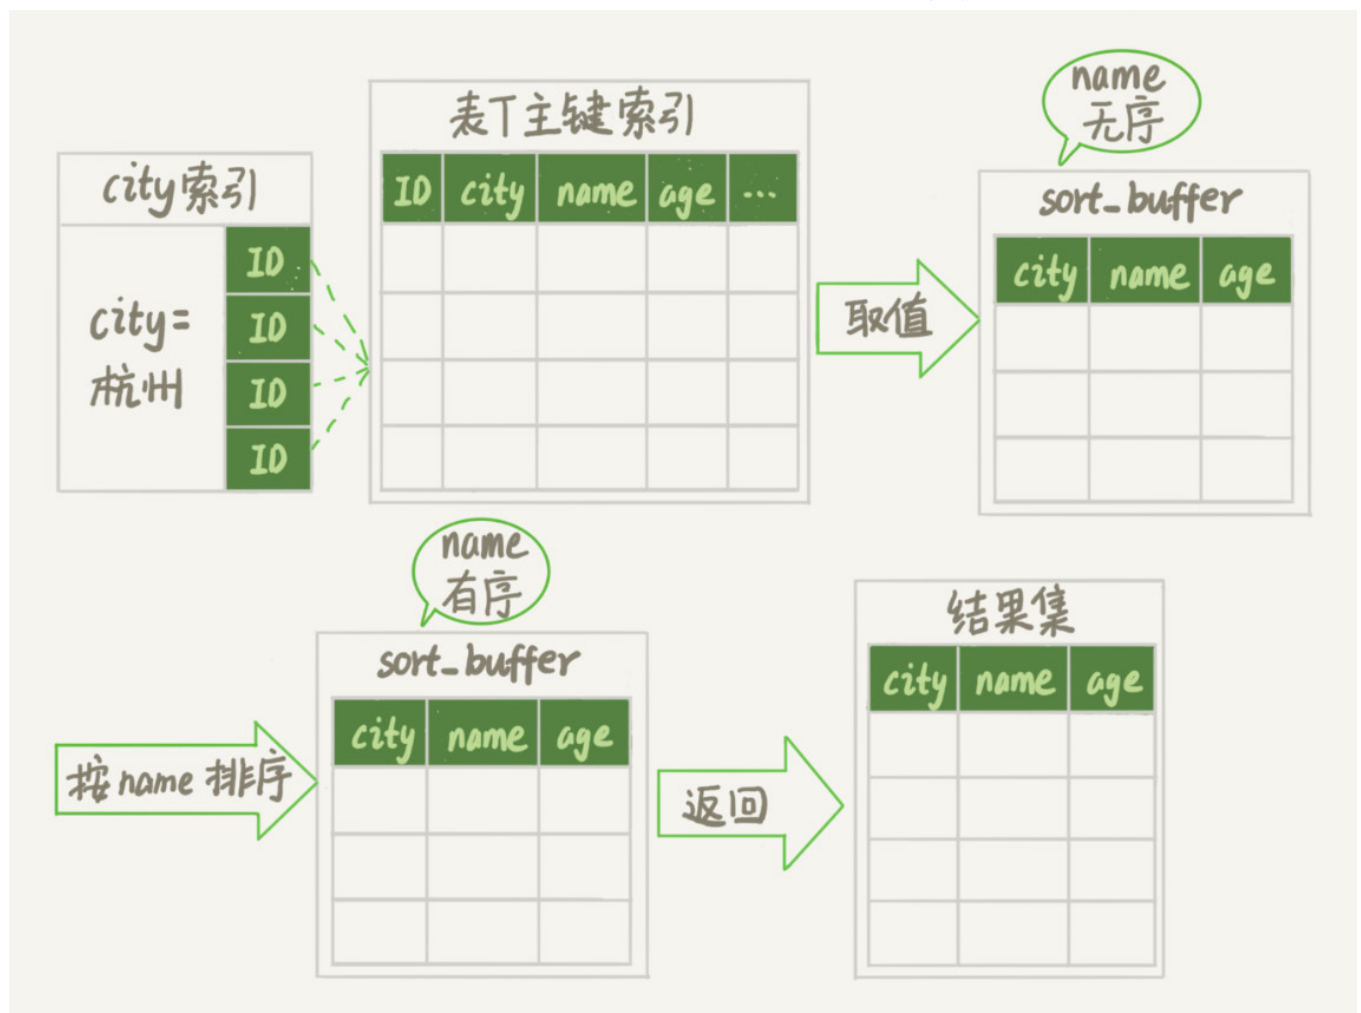 city索引
city=
杭州
ID
ID
ID
ID
表T主键索引
ID city name age ...
取值
name
无序
sort_buffer
city name age
按name排序
name
有序
sort_buffer
city name age
返回
结果集
city name age